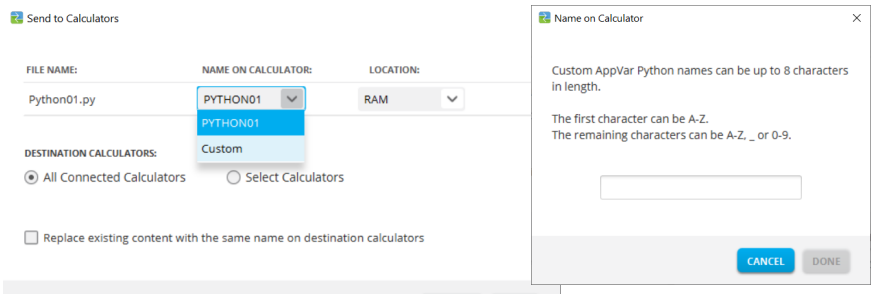 Send to Calculators
FILE NAME: NAME ON CALCULATOR: LOCATION:
Python01.py PYTHON01 RAM
PYTHON01
Custom
DESTINATION CALCULATORS:
All Connected Calculators Select Calculators
Replace existing content with the same name on destination calculators
Name on Calculator
Custom AppVar Python names can be up to 8 characters
in length.
The first character can be A-Z.
The remaining characters can be A-Z, _ or 0-9.
CANCEL DONE